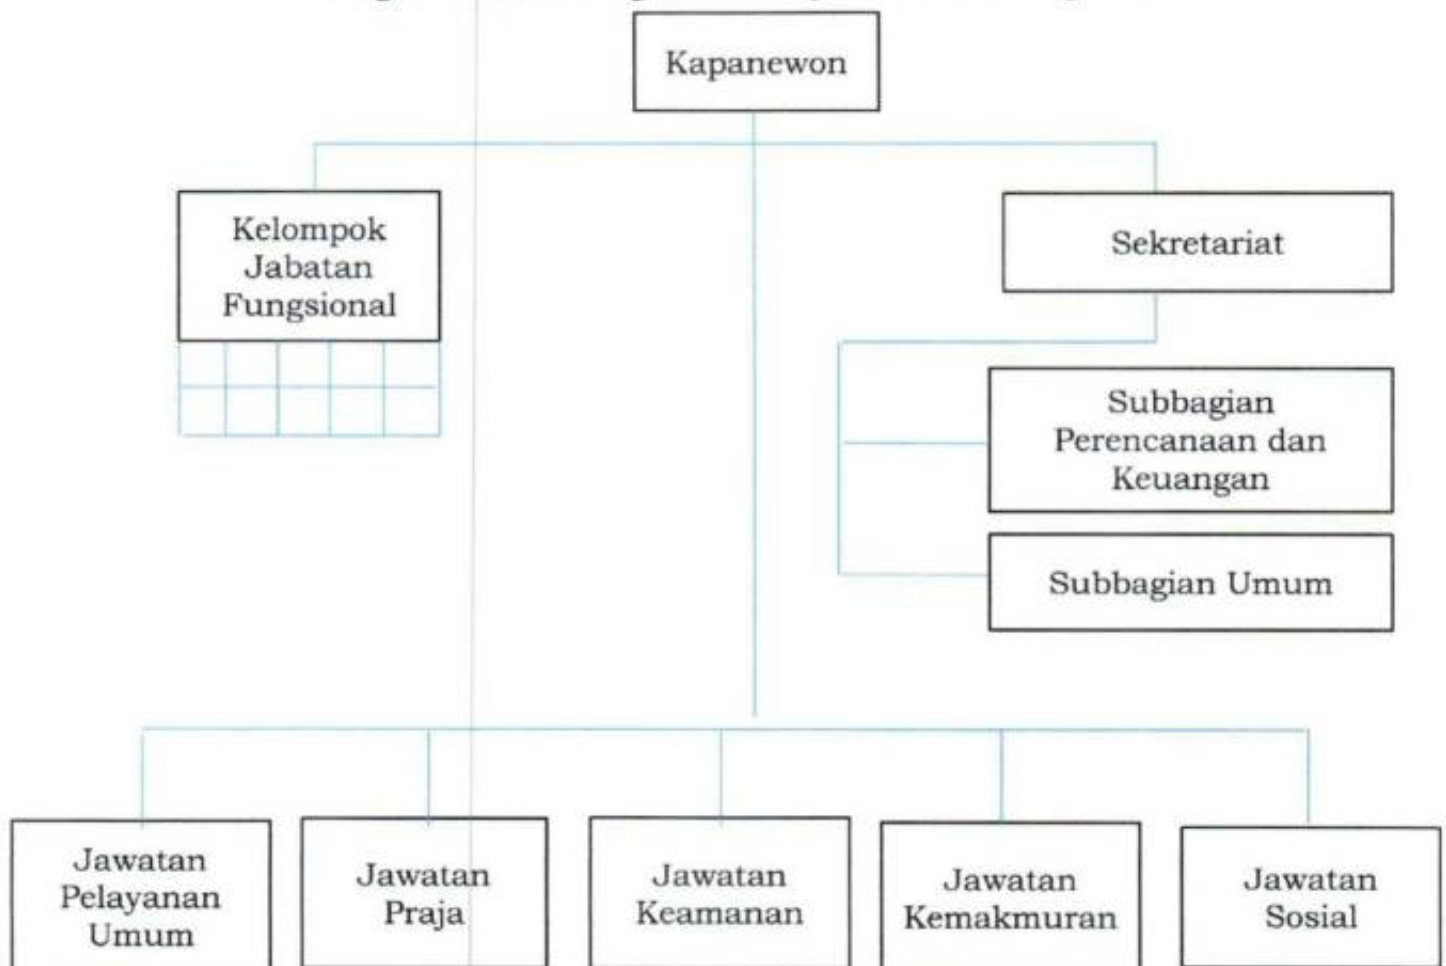 Kapanewon
Kelompok
Jabatan
Fungsional
Sekretariat
Subbagian
Perencanaan dan
Keuangan
Subbagian Umum
Jawatan
Pelayanan
Umum
Jawatan
Praja
Jawatan
Keamanan
Jawatan
Kemakmuran
Jawatan
Sosial